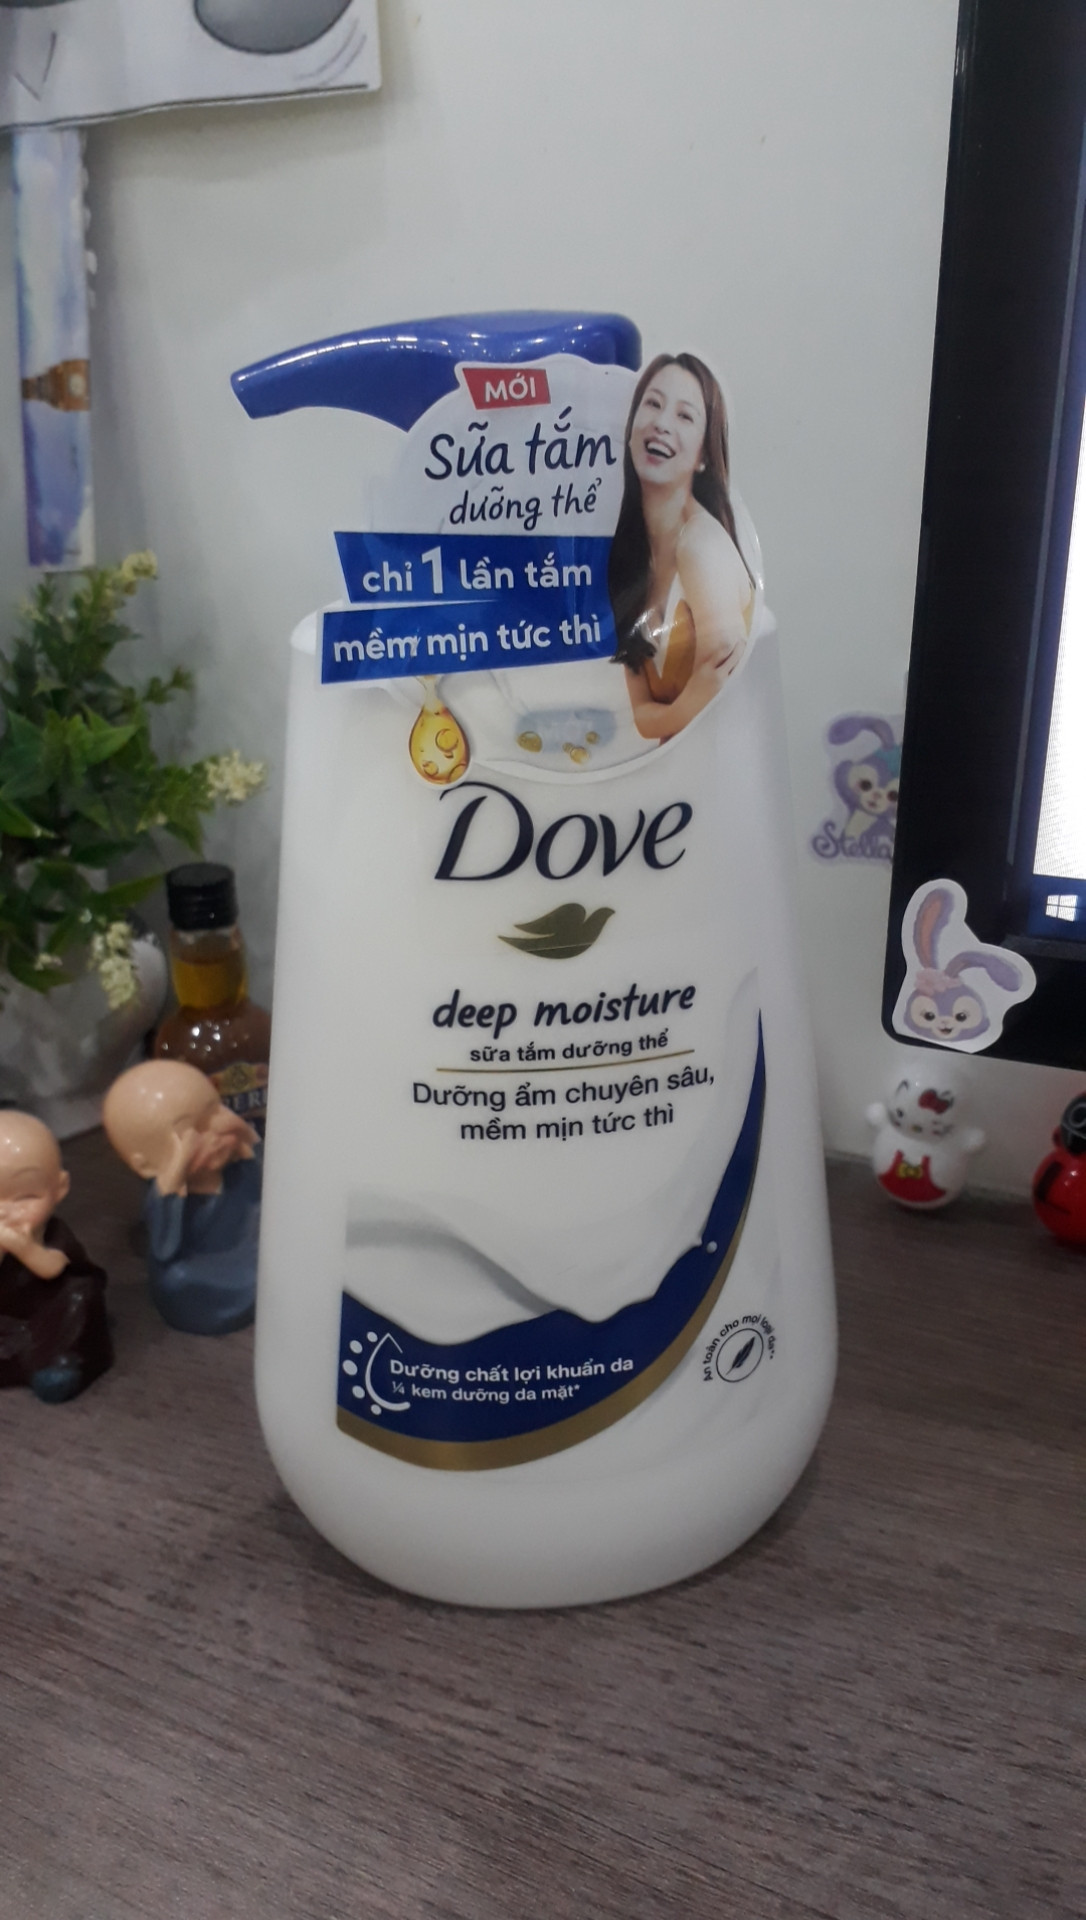 MỚI
Sữa tắm
dưỡng thể
chỉ 1 lần tắm
mềm mịn tức thì
Dove
deep moisture
sữa tắm dưỡng thể
Dưỡng ẩm chuyên sâu,
mềm mịn tức thì
Dưỡng chất lợi khuẩn da
¼ kem dưỡng da mặt*
An toàn cho mọi loại da**
Stella